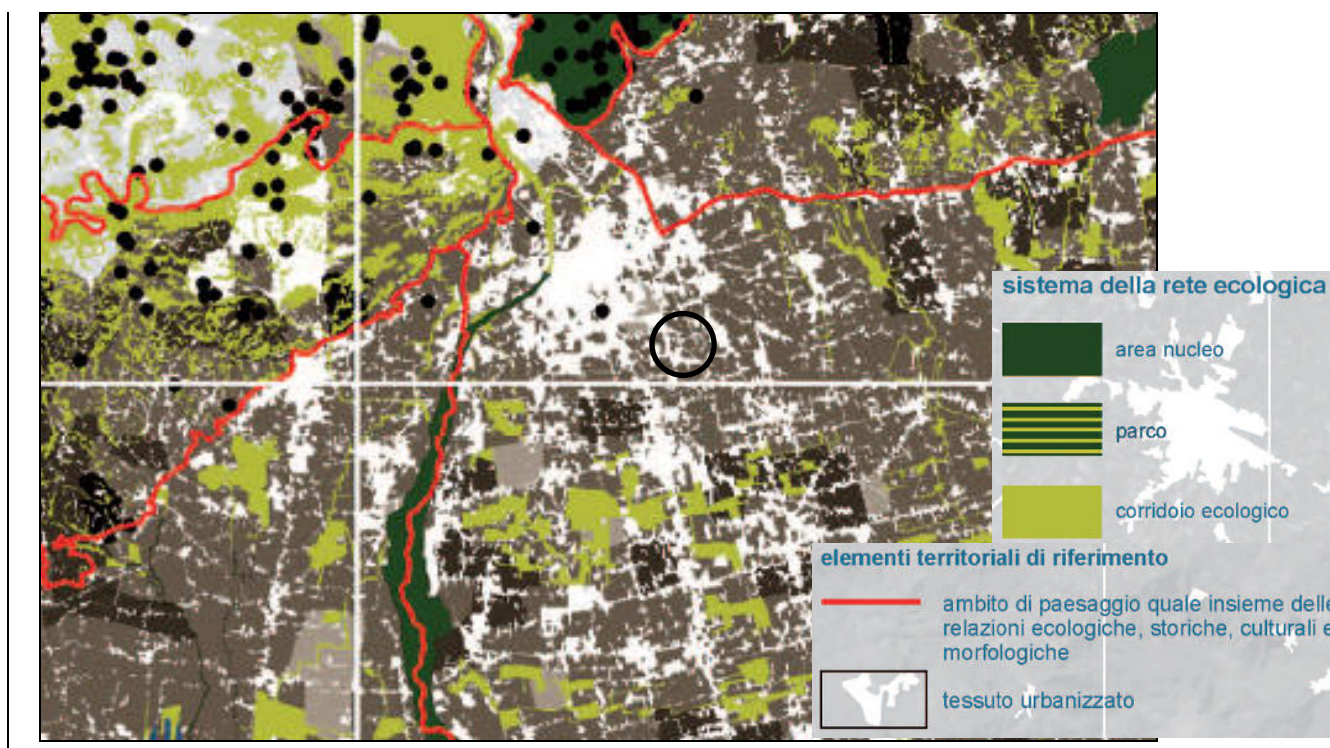 sistema della rete ecologica
area nucleo
parco
corridoio ecologico
elementi territoriali di riferimento
ambito di paesaggio quale insieme delle
relazioni ecologiche, storiche, culturali e
morfologiche
tessuto urbanizzato